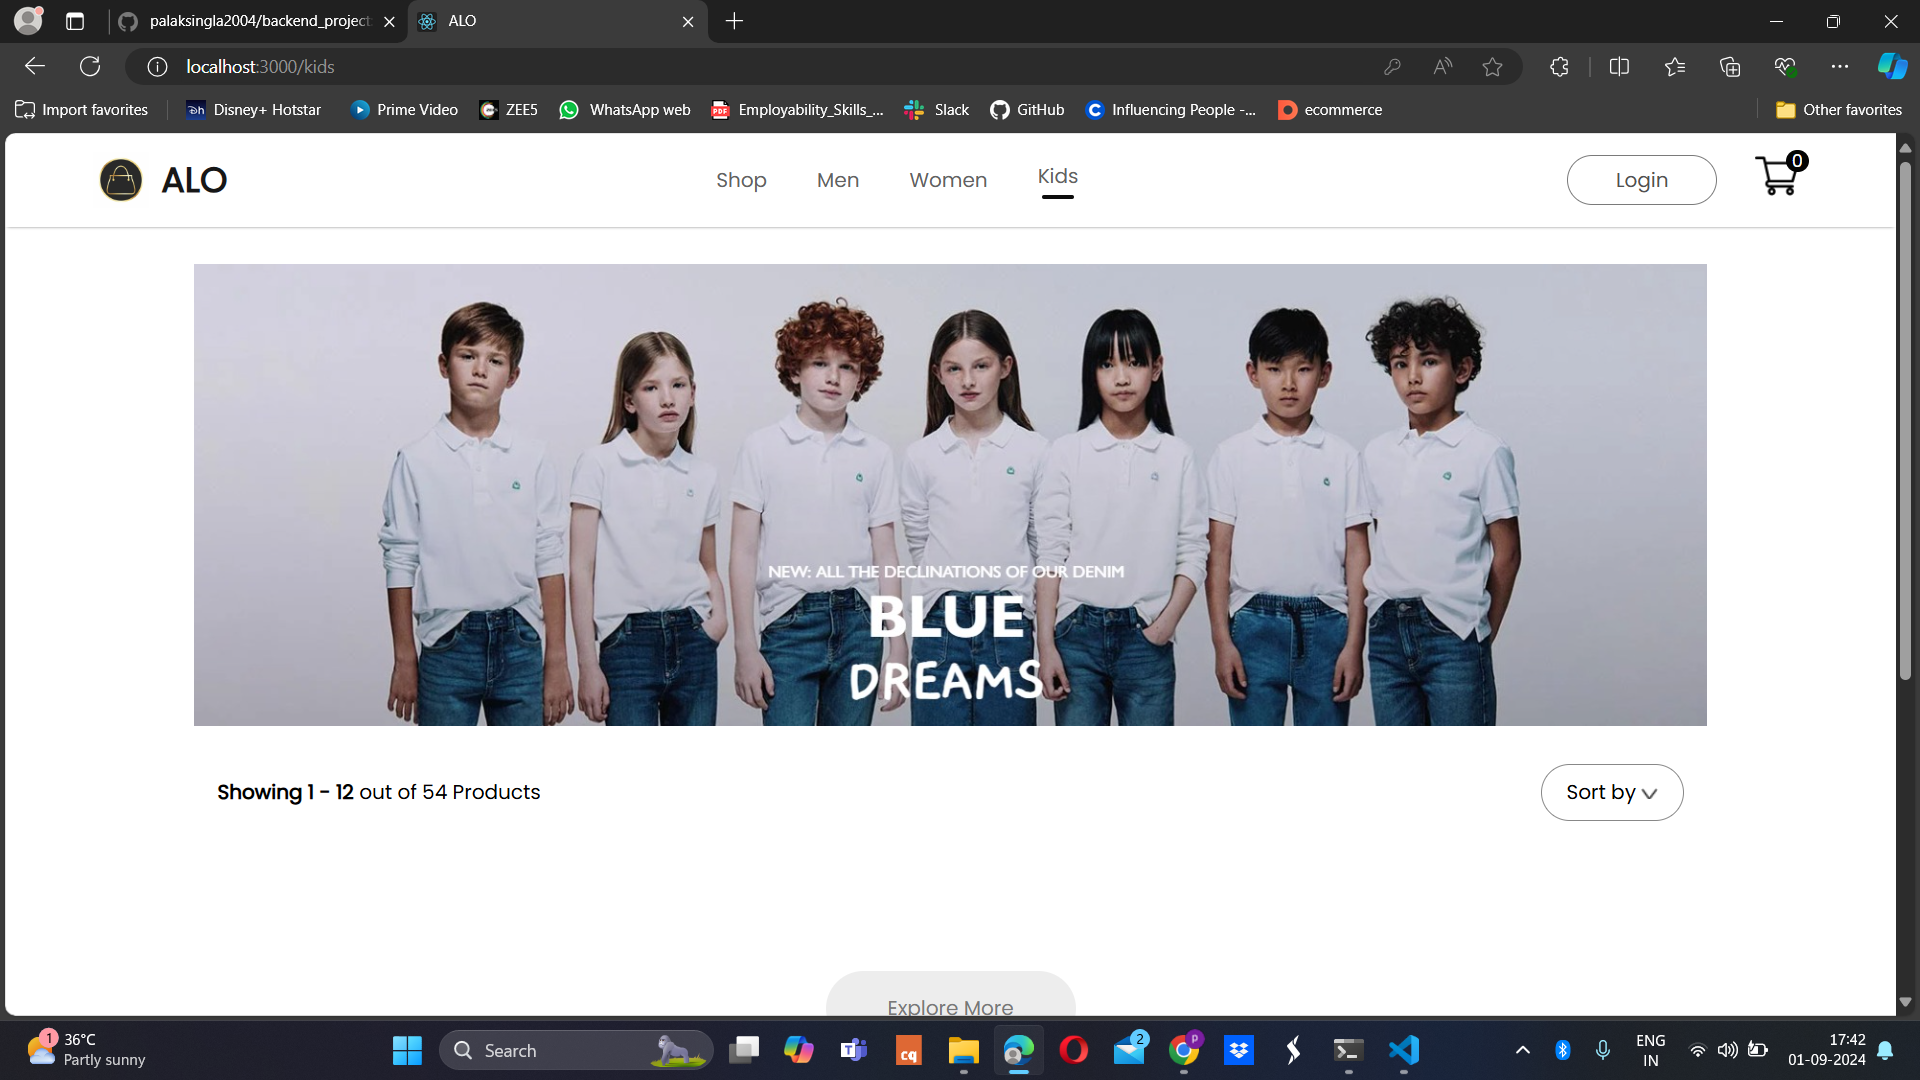 palaksingla2004/backend_project
ALO
localhost:3000/kids
Import favorites
Disney+ Hotstar
Prime Video
ZEE5
WhatsApp web
Employability_Skills_...
Slack
GitHub
Influencing People -...
ecommerce
Other favorites
ALO
Shop
Men
Women
Kids
Login
0
NEW: ALL THE DECLINATIONS OF OUR DENIM
BLUE
DREAMS
Showing 1 - 12 out of 54 Products
Sort by
Explore More
1
36°C
Partly sunny
Search
cq
2
p
ENG
IN
17:42
01-09-2024